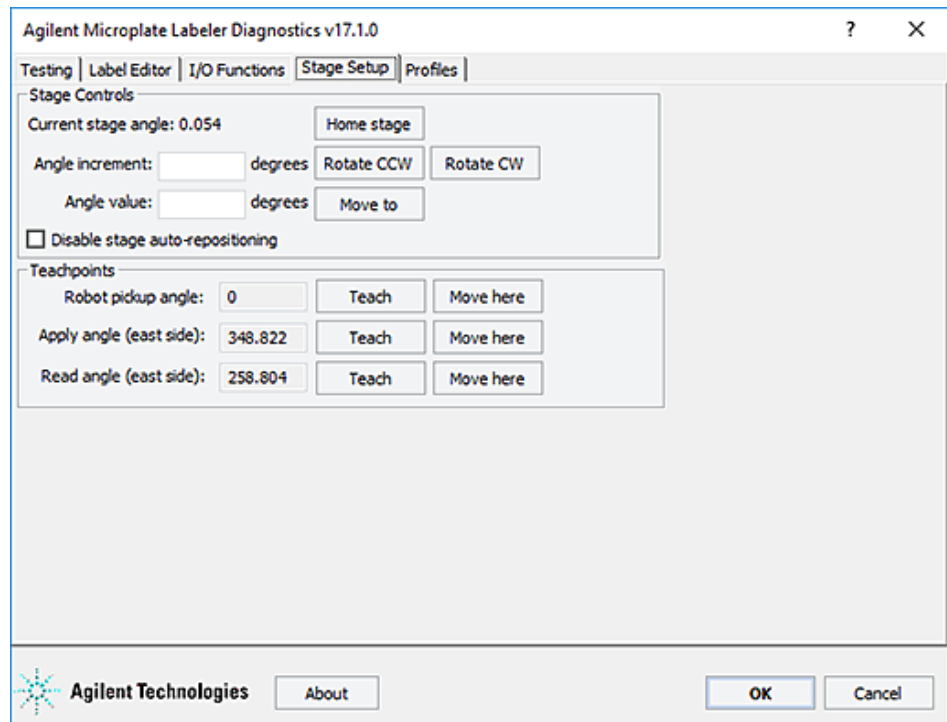 Agilent Microplate Labeler Diagnostics v17.1.0 ?
Testing Label Editor I/O Functions Stage Setup Profiles
Stage Controls
Current stage angle: 0.054 Home stage
Angle increment: degrees Rotate CCW Rotate CW
Angle value: degrees Move to
Disable stage auto-repositioning
Teachpoints
Robot pickup angle: 0 Teach Move here
Apply angle (east side): 348.822 Teach Move here
Read angle (east side): 258.804 Teach Move here
Agilent Technologies About OK Cancel